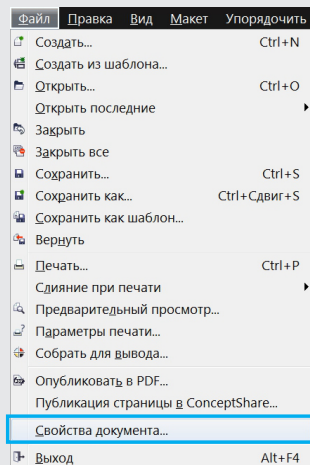 Файл Правка Вид Макет Упорядочить
Создать... Ctrl+N
Создать из шаблона...
Открыть... Ctrl+O
Открыть последние
Закрыть
Закрыть все
Сохранить... Ctrl+S
Сохранить как... Ctrl+Сдвиг+S
Сохранить как шаблон...
Вернуть
Печать... Ctrl+P
Слияние при печати
Предварительный просмотр...
Параметры печати...
Собрать для вывода...
Опубликовать в PDF...
Публикация страницы в ConceptShare...
Свойства документа...
Выход Alt+F4